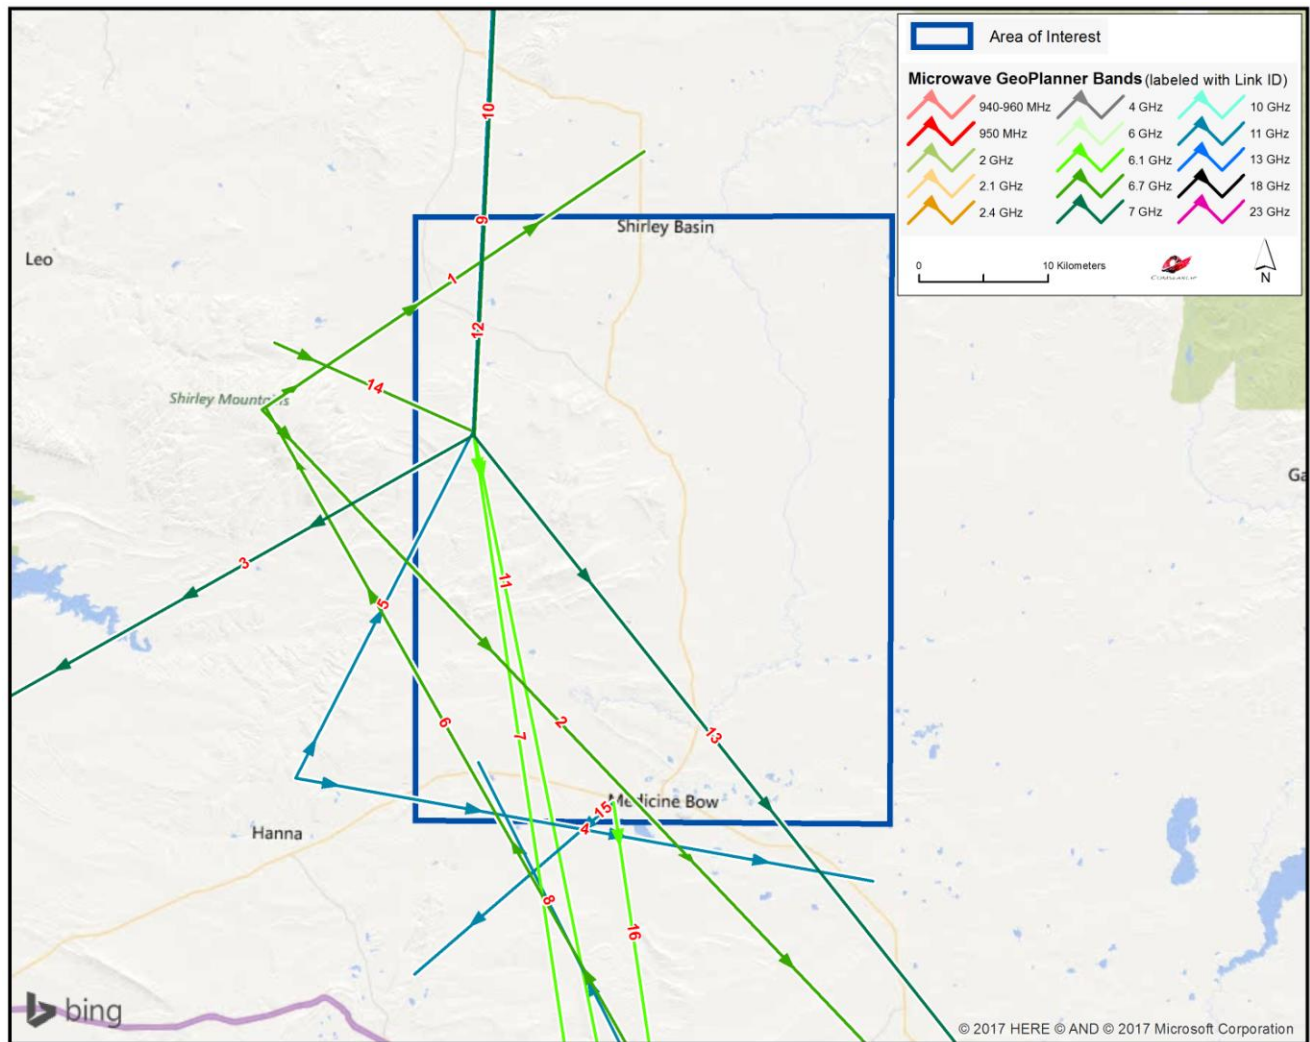 Area of Interest
Microwave GeoPlanner Bands (labeled with Link ID)
940-960 MHz
4 GHz
10 GHz
950 MHz
6 GHz
11 GHz
2 GHz
6.1 GHz
13 GHz
2.1 GHz
6.7 GHz
18 GHz
2.4 GHz
7 GHz
23 GHz
0
10 Kilometers
N
10
9
Shirley Basin
Leo
1
12
14
Shirley Mountains
Ga
3
11
5
6
2
7
13
Medicine Bow
15
4
Hanna
8
16
bing
© 2017 HERE © AND © 2017 Microsoft Corporation